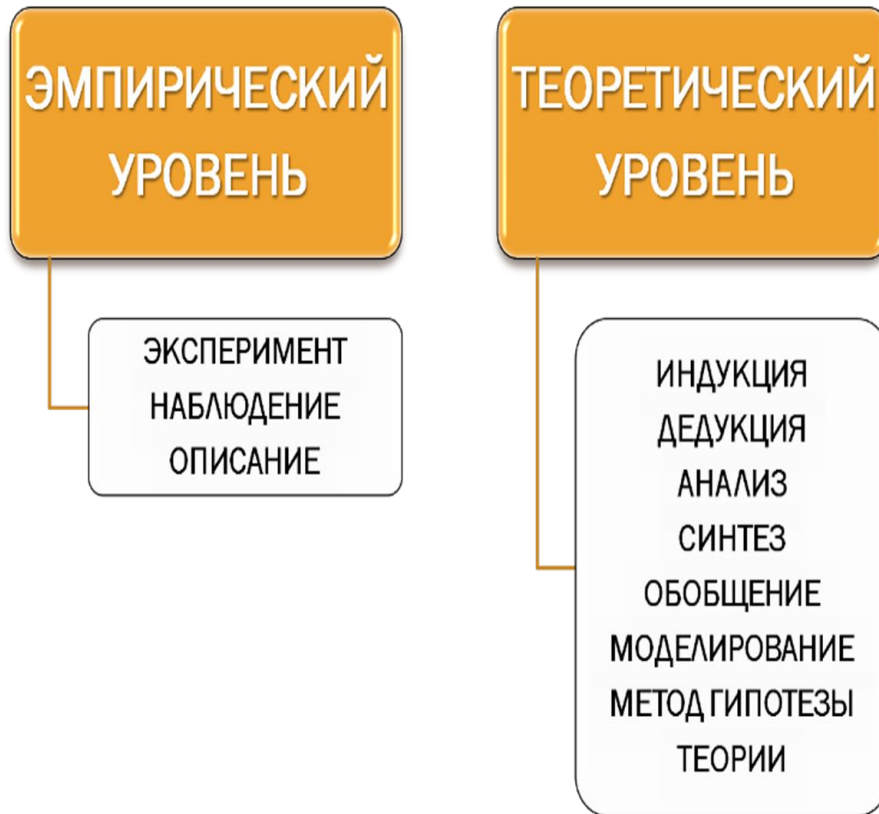 ЭМПИРИЧЕСКИЙ
УРОВЕНЬ
ЭКСПЕРИМЕНТ
НАБЛЮДЕНИЕ
ОПИСАНИЕ
ТЕОРЕТИЧЕСКИЙ
УРОВЕНЬ
ИНДУКЦИЯ
ДЕДУКЦИЯ
АНАЛИЗ
СИНТЕЗ
ОБОБЩЕНИЕ
МОДЕЛИРОВАНИЕ
МЕТОД ГИПОТЕЗЫ
ТЕОРИИ